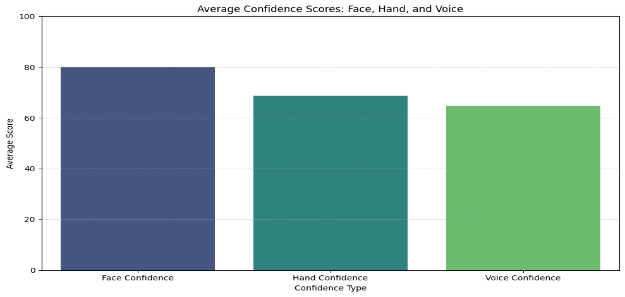 Average Confidence Scores: Face, Hand, and Voice
100
80
60
40
20
0
Average Score
Face Confidence
Hand Confidence
Voice Confidence
Confidence Type